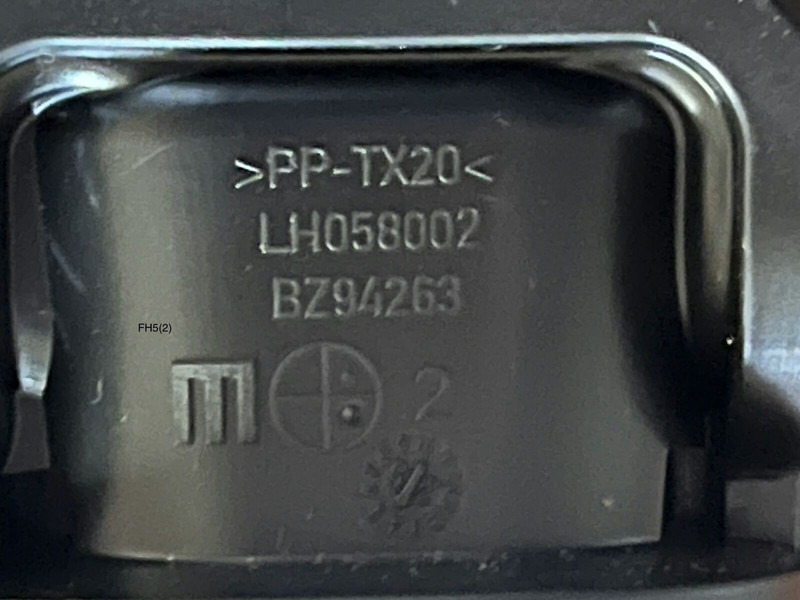 >PP-TX20<
LH058002
BZ94263
FH5(2)
m 2